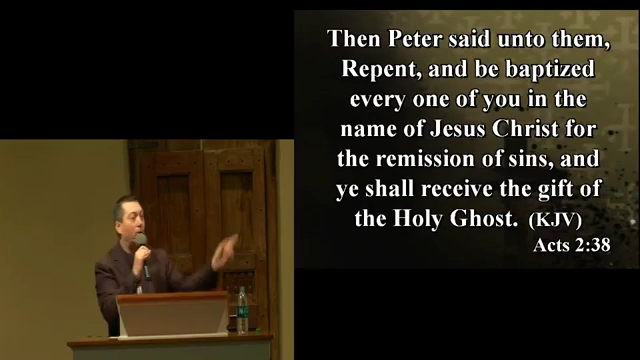 Then Peter said unto them,
Repent, and be baptized
every one of you in the
name of Jesus Christ for
the remission of sins, and
ye shall receive the gift of
the Holy Ghost. (KJV)
Acts 2:38